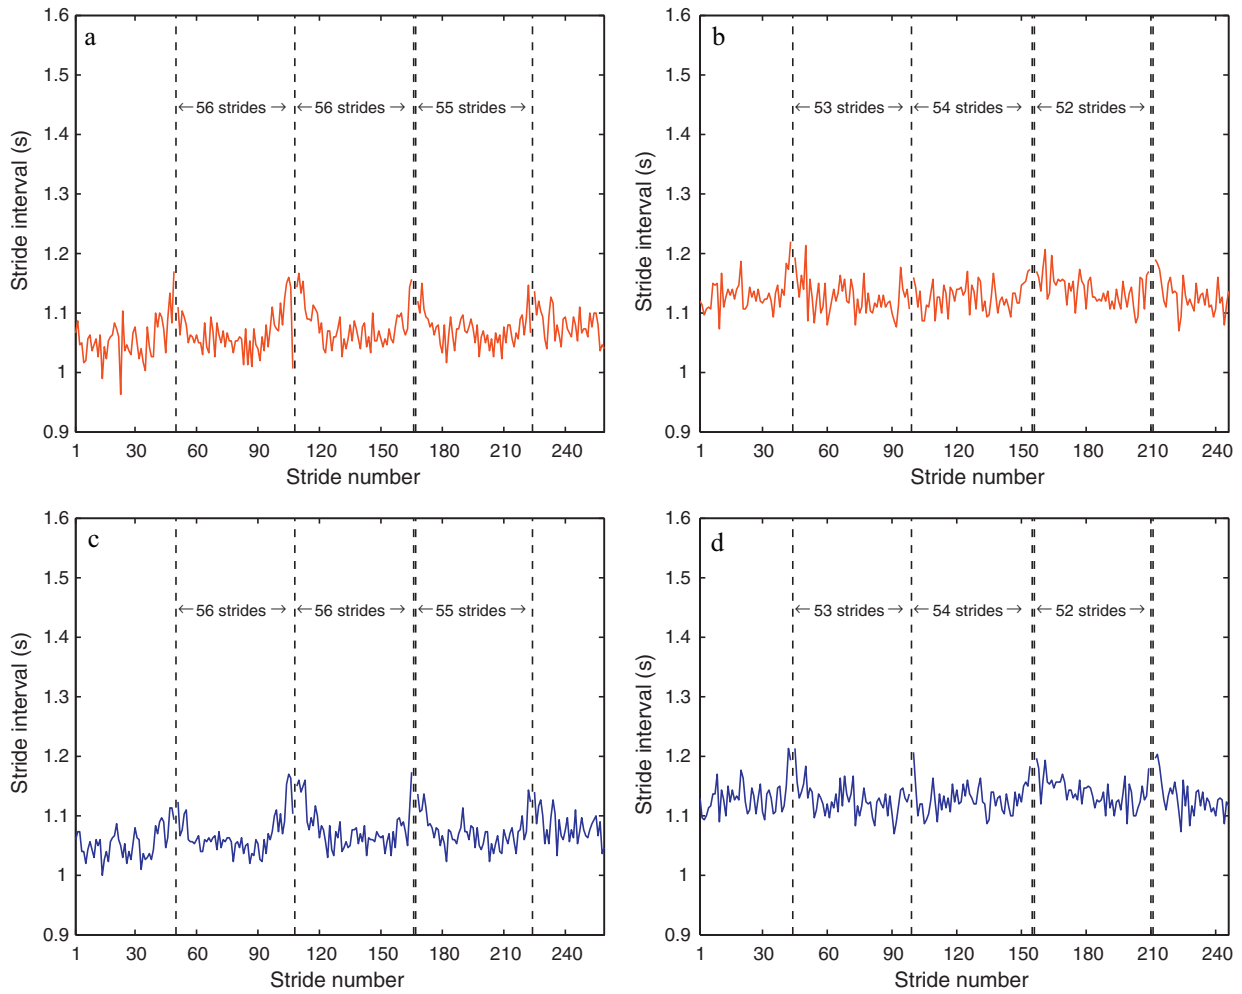 a
1.6
1.5
1.4
1.3
1.2
1.1
1
0.9
Stride interval (s)
← 56 strides →
← 56 strides →
← 55 strides →
1 30 60 90 120 150 180 210 240
Stride number
b
1.6
1.5
1.4
1.3
1.2
1.1
1
0.9
Stride interval (s)
← 53 strides →
← 54 strides →
← 52 strides →
1 30 60 90 120 150 180 210 240
Stride number
c
1.6
1.5
1.4
1.3
1.2
1.1
1
0.9
Stride interval (s)
← 56 strides →
← 56 strides →
← 55 strides →
1 30 60 90 120 150 180 210 240
Stride number
d
1.6
1.5
1.4
1.3
1.2
1.1
1
0.9
Stride interval (s)
← 53 strides →
← 54 strides →
← 52 strides →
1 30 60 90 120 150 180 210 240
Stride number